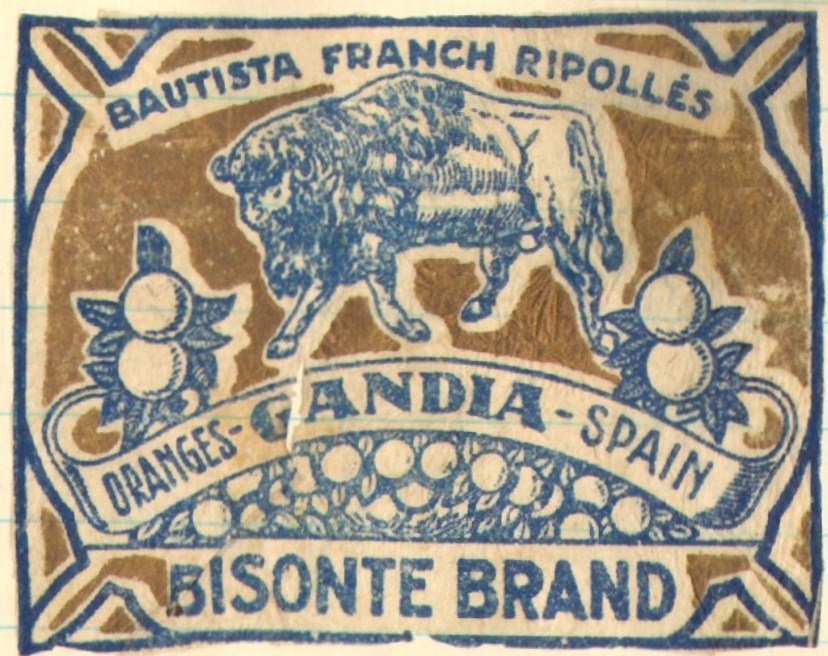 BAUTISTA FRANCH RIPOLLÉS
ORANGES-GANDIA-SPAIN
BISONTE BRAND